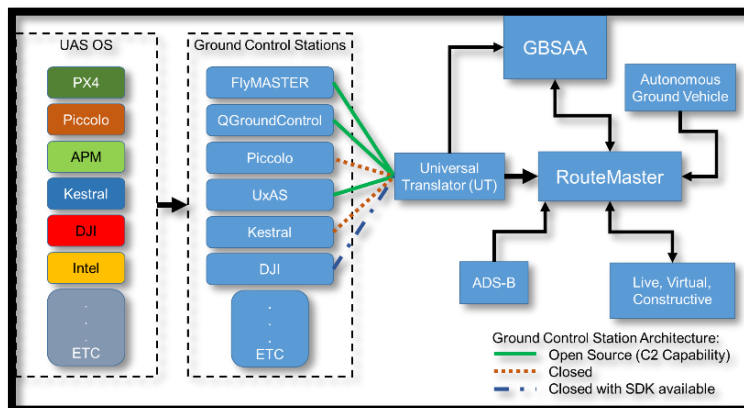 UAS OS
PX4
Piccolo
APM
Kestral
DJI
Intel
.
.
.
ETC
Ground Control Stations
FlyMASTER
QGroundControl
Piccolo
UxAS
Kestral
DJI
.
.
.
ETC
Universal
Translator (UT)
GBSAA
Autonomous
Ground Vehicle
RouteMaster
ADS-B
Live, Virtual,
Constructive
Ground Control Station Architecture:
Open Source (C2 Capability)
Closed
Closed with SDK available